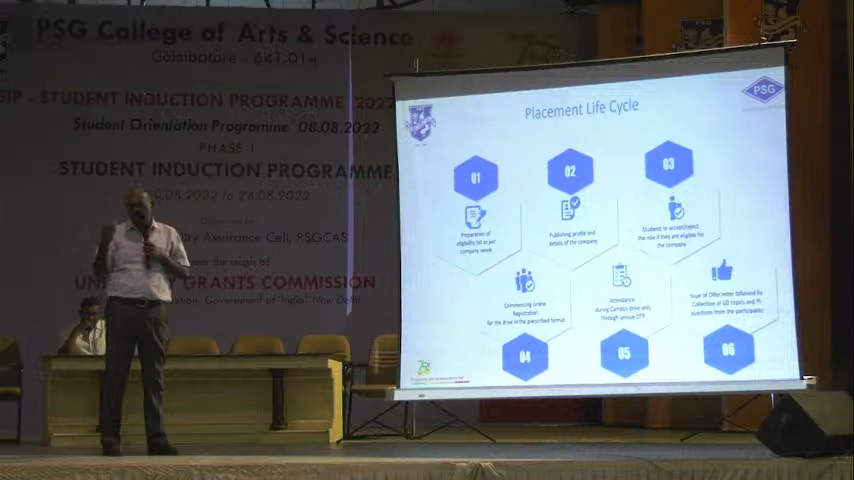 PSG College of Arts & Science
Coimbatore - 641 014
SIP - STUDENT INDUCTION PROGRAMME 2022
Student Orientation Programme 08.08.2022
PHASE I
STUDENT INDUCTION PROGRAMME
.08.2022 to 24.08.2022
Assurance Cell, PSGCAS
GRANTS COMMISSION
Government of India, New Delhi
PSG
Placement Life Cycle
01
02
03
Preparation of
eligibility list as per
company needs
Publishing profile and
details of the company
Students to accept/reject
the role if they are eligible for
the company
Commencing online
Registration
for the drive in the prescribed format
Attendance
during Campus drive only
through unique OTP
Issue of Offer letter followed by
Collection of GD topics and PI
questions from the participants
04
05
06